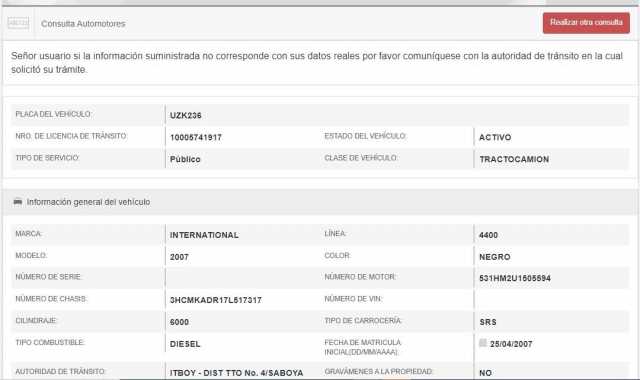 Consulta Automotores
Realizar otra consulta
Señor usuario si la información suministrada no corresponde con sus datos reales por favor comuníquese con la autoridad de tránsito en la cual
solicitó su trámite.
PLACA DEL VEHÍCULO: UZK236
NRO. DE LICENCIA DE TRÁNSITO: 10005741917 ESTADO DEL VEHÍCULO: ACTIVO
TIPO DE SERVICIO: Público CLASE DE VEHÍCULO: TRACTOCAMION
Información general del vehículo
MARCA: INTERNATIONAL LÍNEA: 4400
MODELO: 2007 COLOR: NEGRO
NÚMERO DE SERIE: NÚMERO DE MOTOR: 531HM2U1505594
NÚMERO DE CHASIS: 3HCMKADR17L517317 NÚMERO DE VIN:
CILINDRAJE: 6000 TIPO DE CARROCERÍA: SRS
TIPO COMBUSTIBLE: DIESEL FECHA DE MATRICULA INICIAL(DD/MM/AAAA): 25/04/2007
AUTORIDAD DE TRÁNSITO: ITBOY - DIST TTO No. 4/SABOYA GRAVÁMENES A LA PROPIEDAD: NO